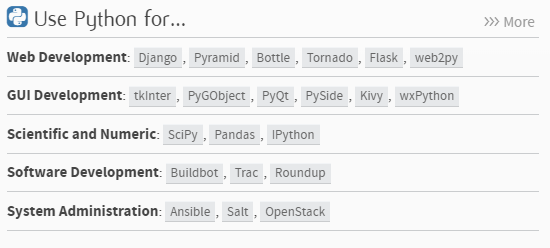 Use Python for…
>>> More
Web Development: Django, Pyramid, Bottle, Tornado, Flask, web2py
GUI Development: tkInter, PyGObject, PyQt, PySide, Kivy, wxPython
Scientific and Numeric: SciPy, Pandas, IPython
Software Development: Buildbot, Trac, Roundup
System Administration: Ansible, Salt, OpenStack